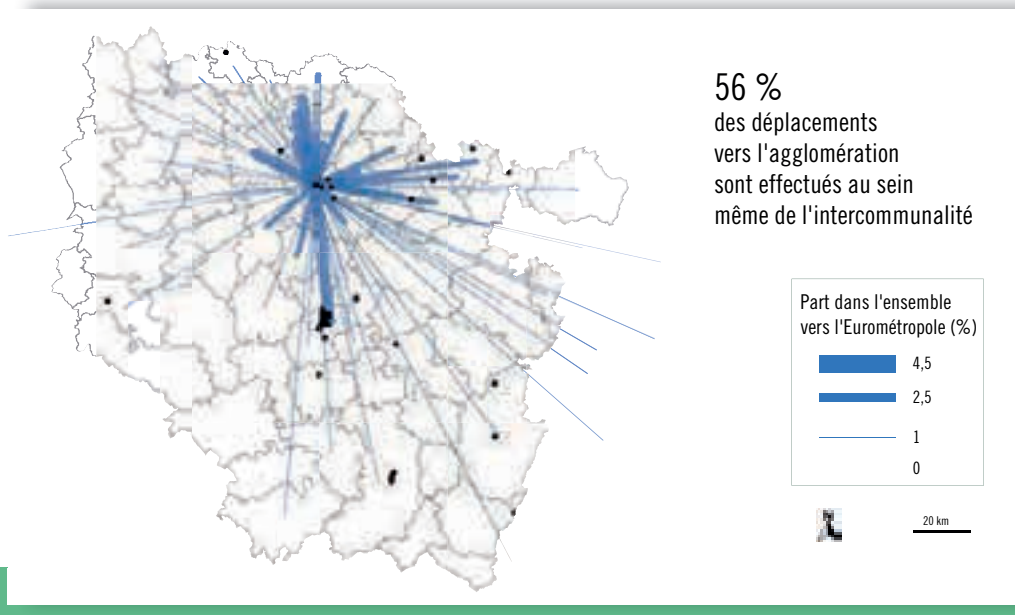 56 %
des déplacements
vers l'agglomération
sont effectués au sein
même de l'intercommunalité
Part dans l'ensemble
vers l'Eurométropole (%)
4,5
2,5
1
0
20 km